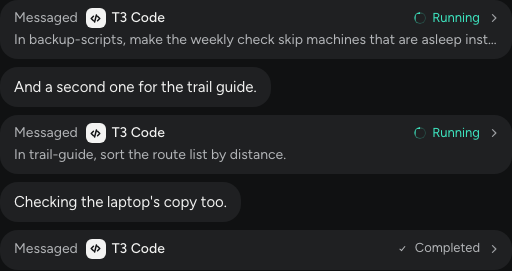 Messaged T3 Code Running
In backup-scripts, make the weekly check skip machines that are asleep inst...
And a second one for the trail guide.
Messaged T3 Code Running
In trail-guide, sort the route list by distance.
Checking the laptop's copy too.
Messaged T3 Code Completed